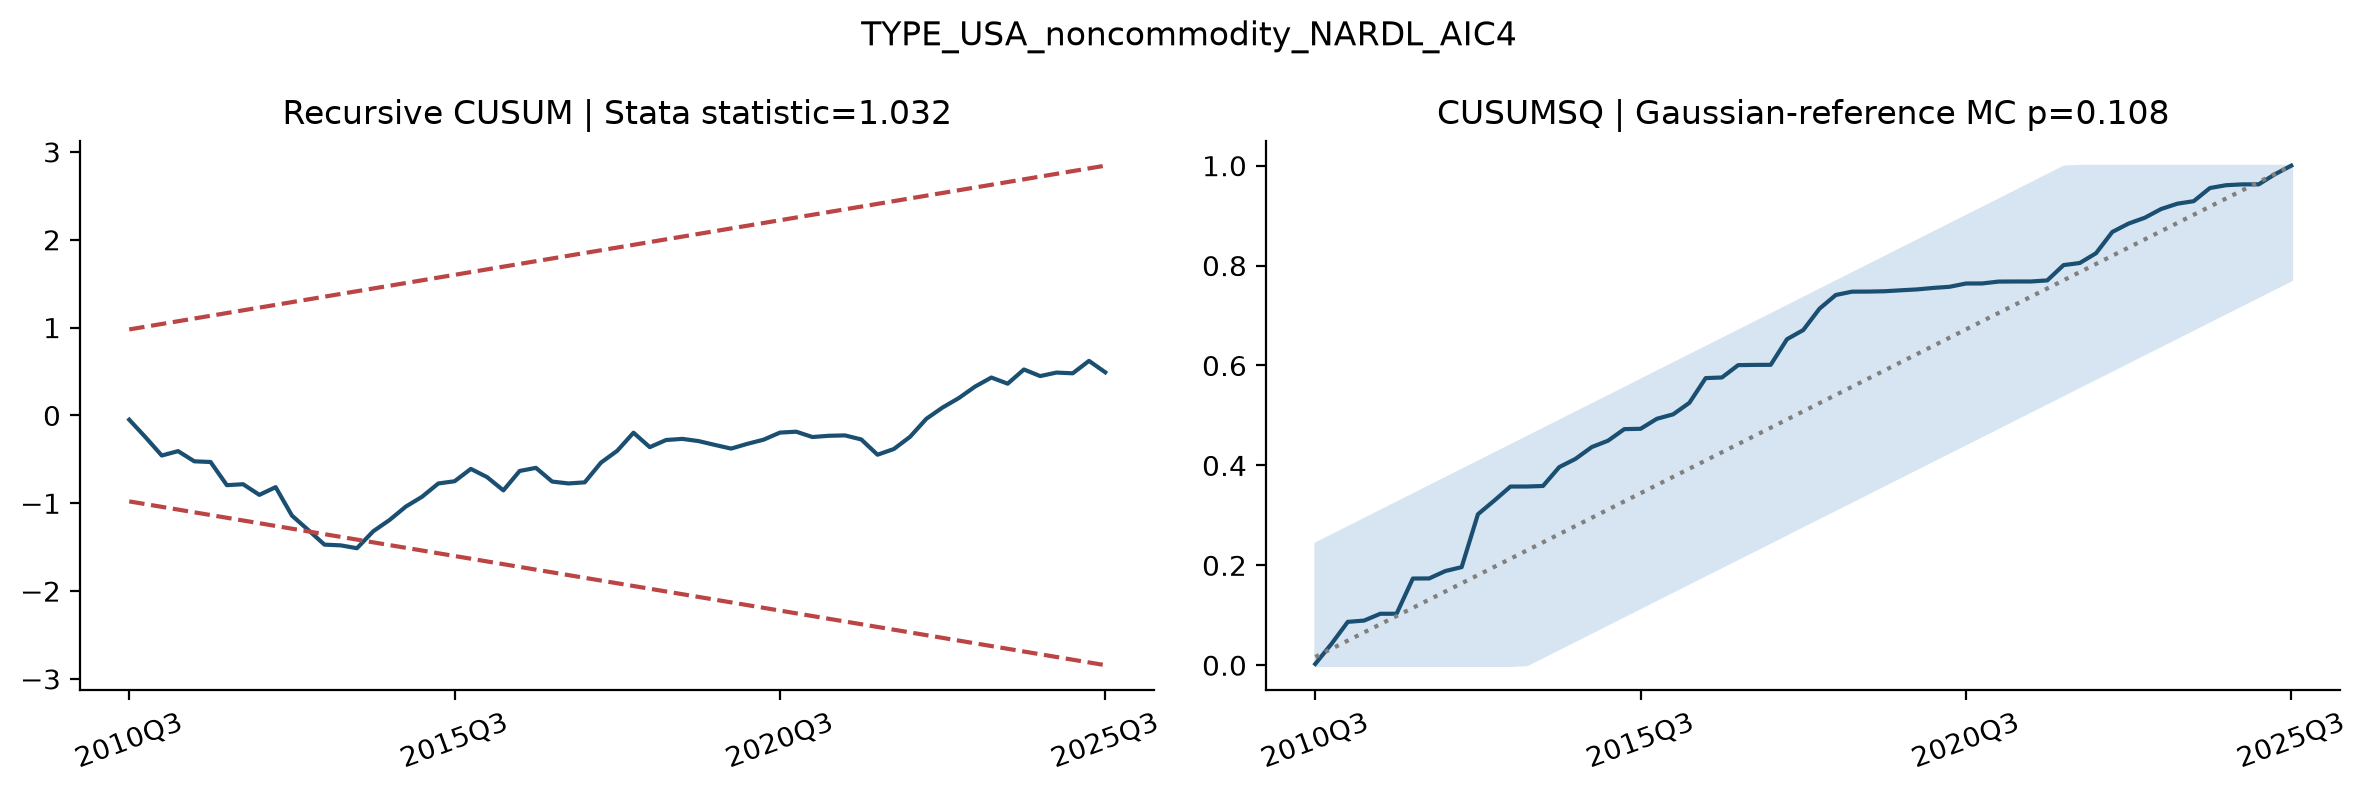 TYPE_USA_noncommodity_NARDL_AIC4
Recursive CUSUM | Stata statistic=1.032
3
2
1
0
−1
−2
−3
2010Q3
2015Q3
2020Q3
2025Q3
CUSUMSQ | Gaussian-reference MC p=0.108
1.0
0.8
0.6
0.4
0.2
0.0
2010Q3
2015Q3
2020Q3
2025Q3